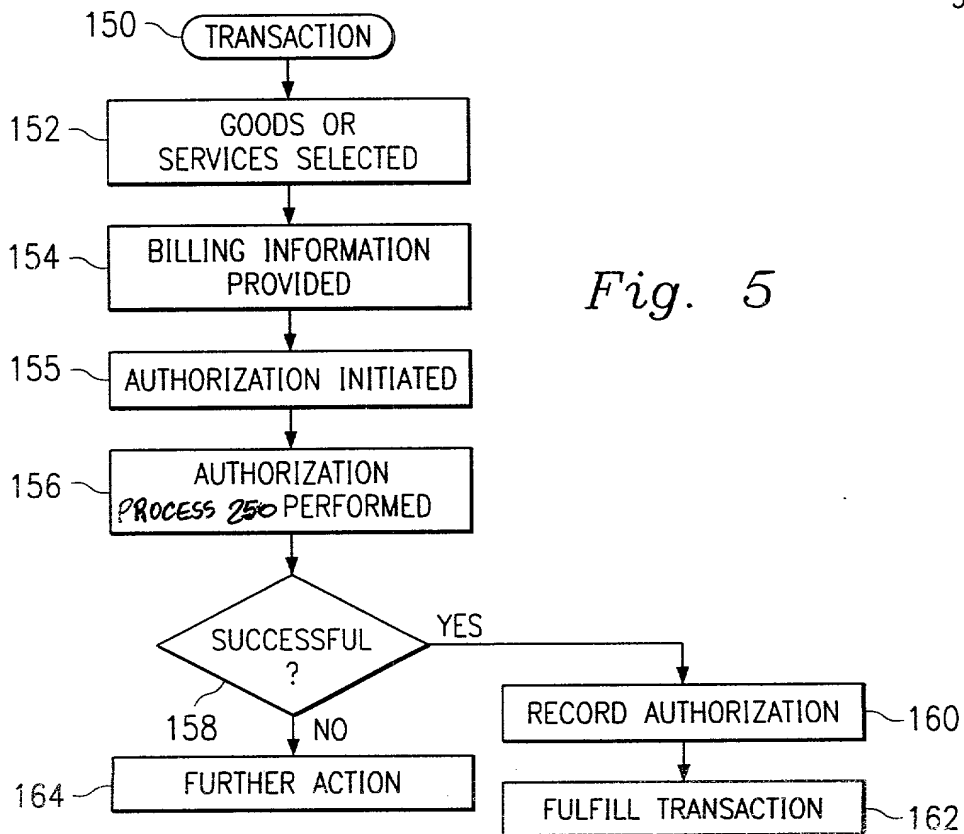 150
TRANSACTION
152
GOODS OR
SERVICES SELECTED
154
BILLING INFORMATION
PROVIDED
Fig. 5
155
AUTHORIZATION INITIATED
156
AUTHORIZATION
PROCESS 250 PERFORMED
SUCCESSFUL
?
YES
158
NO
RECORD AUTHORIZATION
160
164
FURTHER ACTION
FULFILL TRANSACTION
162